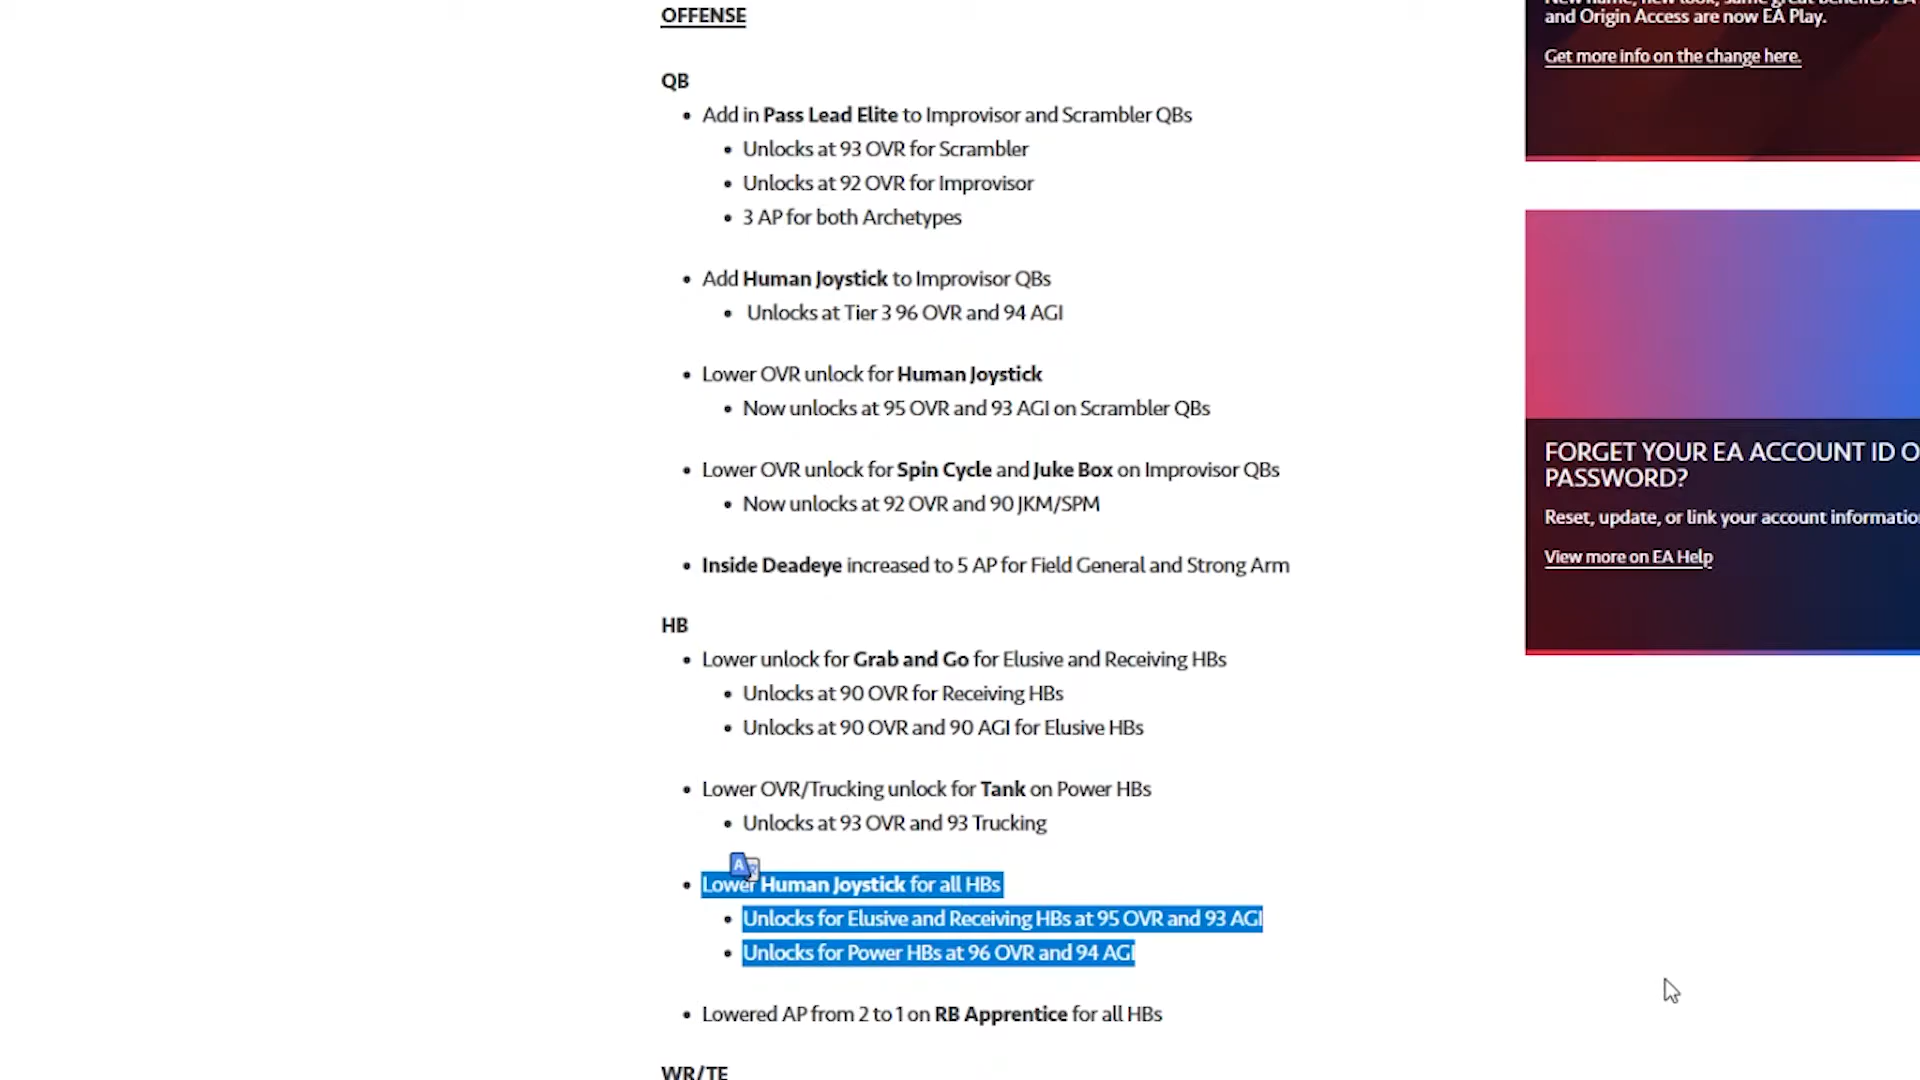 OFFENSE
QB
Add in Pass Lead Elite to Improvisor and Scrambler QBs
Unlocks at 93 OVR for Scrambler
Unlocks at 92 OVR for Improvisor
3 AP for both Archetypes
Add Human Joystick to Improvisor QBs
Unlocks at Tier 3 96 OVR and 94 AGI
Lower OVR unlock for Human Joystick
Now unlocks at 95 OVR and 93 AGI on Scrambler QBs
Lower OVR unlock for Spin Cycle and Juke Box on Improvisor QBs
Now unlocks at 92 OVR and 90 JKM/SPM
Inside Deadeye increased to 5 AP for Field General and Strong Arm
HB
Lower unlock for Grab and Go for Elusive and Receiving HBs
Unlocks at 90 OVR for Receiving HBs
Unlocks at 90 OVR and 90 AGI for Elusive HBs
Lower OVR/Trucking unlock for Tank on Power HBs
Unlocks at 93 OVR and 93 Trucking
Lower Human Joystick for all HBs
Unlocks for Elusive and Receiving HBs at 95 OVR and 93 AGI
Unlocks for Power HBs at 96 OVR and 94 AGI
Lowered AP from 2 to 1 on RB Apprentice for all HBs
WR/TE
New name, new look, same great benefits. EA
and Origin Access are now EA Play.
Get more info on the change here.
FORGET YOUR EA ACCOUNT ID O
PASSWORD?
Reset, update, or link your account informatio
View more on EA Help